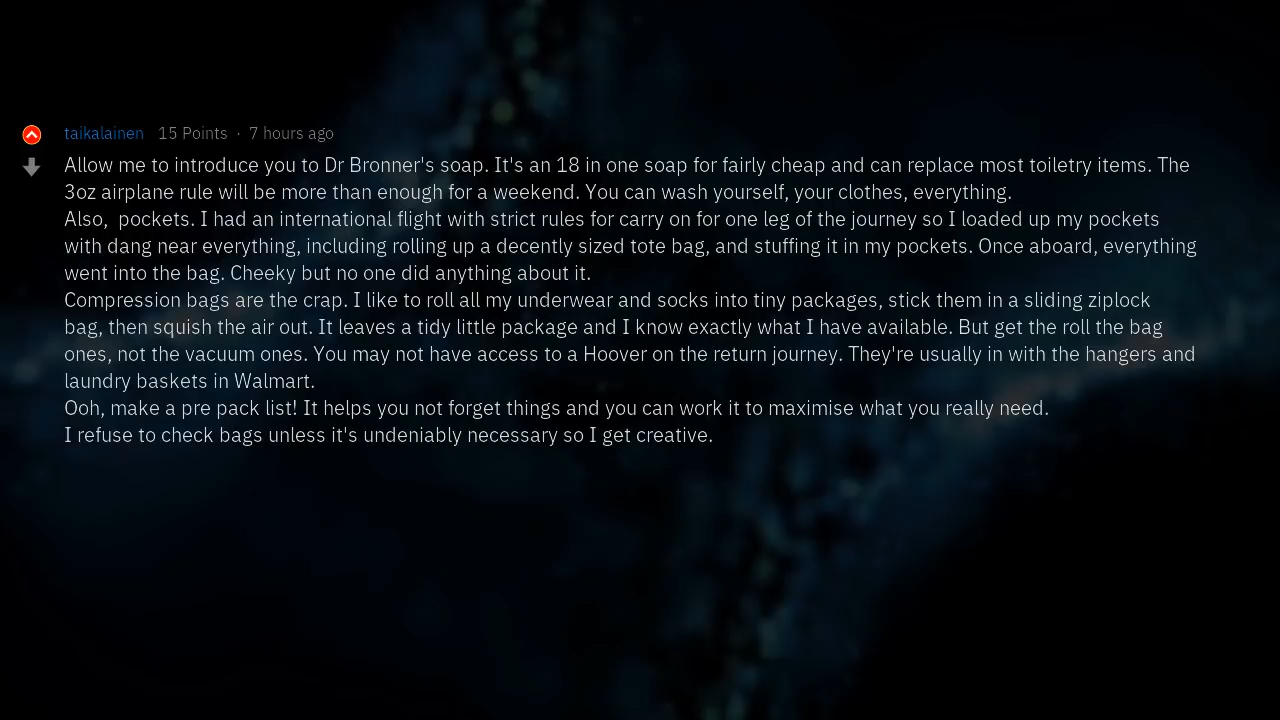 taikalainen 15 Points · 7 hours ago
Allow me to introduce you to Dr Bronner's soap. It's an 18 in one soap for fairly cheap and can replace most toiletry items. The
3oz airplane rule will be more than enough for a weekend. You can wash yourself, your clothes, everything.
Also,  pockets. I had an international flight with strict rules for carry on for one leg of the journey so I loaded up my pockets
with dang near everything, including rolling up a decently sized tote bag, and stuffing it in my pockets. Once aboard, everything
went into the bag. Cheeky but no one did anything about it.
Compression bags are the crap. I like to roll all my underwear and socks into tiny packages, stick them in a sliding ziplock
bag, then squish the air out. It leaves a tidy little package and I know exactly what I have available. But get the roll the bag
ones, not the vacuum ones. You may not have access to a Hoover on the return journey. They're usually in with the hangers and
laundry baskets in Walmart.
Ooh, make a pre pack list! It helps you not forget things and you can work it to maximise what you really need.
I refuse to check bags unless it's undeniably necessary so I get creative.